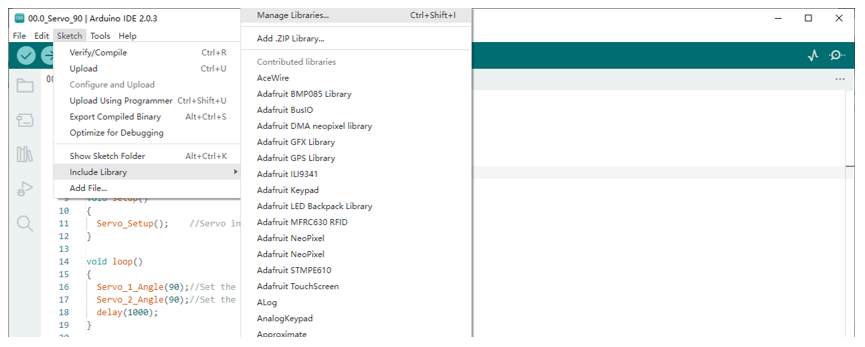 00.0_Servo_90 | Arduino IDE 2.0.3
File Edit Sketch Tools Help
Verify/Compile Ctrl+R
Upload Ctrl+U
Configure and Upload
Upload Using Programmer Ctrl+Shift+U
Export Compiled Binary Alt+Ctrl+S
Optimize for Debugging
Show Sketch Folder Alt+Ctrl+K
Include Library
Add File...
Manage Libraries... Ctrl+Shift+I
Add .ZIP Library...
Contributed libraries
AceWire
Adafruit BMP085 Library
Adafruit BusIO
Adafruit DMA neopixel library
Adafruit GFX Library
Adafruit GPS Library
Adafruit ILI9341
Adafruit Keypad
Adafruit LED Backpack Library
Adafruit MFRC630 RFID
Adafruit NeoPixel
Adafruit NeoPixel
Adafruit STMPE610
Adafruit TouchScreen
ALog
AnalogKeypad
Approximate
9 void setup()
10 {
11 Servo_Setup(); //Servo in
12 }
13
14 void loop()
15 {
16 Servo_1_Angle(90);//Set the
17 Servo_2_Angle(90);//Set the
18 delay(1000);
19 }